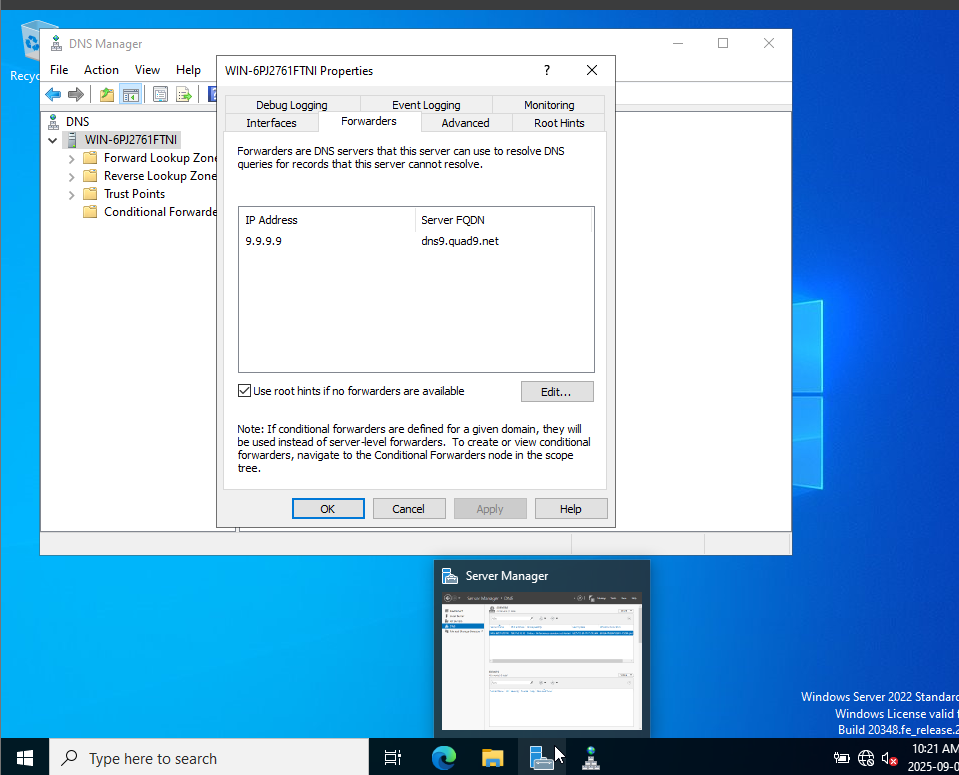 Recyc
DNS Manager
File Action View Help
DNS
WIN-6PJ2761FTNI
Forward Lookup Zone
Reverse Lookup Zone
Trust Points
Conditional Forwarde
WIN-6PJ2761FTNI Properties
?
Debug Logging Event Logging Monitoring
Interfaces Forwarders Advanced Root Hints
Forwarders are DNS servers that this server can use to resolve DNS
queries for records that this server cannot resolve.
IP Address Server FQDN
9.9.9.9 dns9.quad9.net
Use root hints if no forwarders are available Edit...
Note: If conditional forwarders are defined for a given domain, they will
be used instead of server-level forwarders. To create or view conditional
forwarders, navigate to the Conditional Forwarders node in the scope
tree.
OK Cancel Apply Help
Server Manager
Server Manager DNS
Windows Server 2022 Standard
Windows License valid f
Build 20348.fe_release.2
Type here to search
10:21 AM
2025-09-0